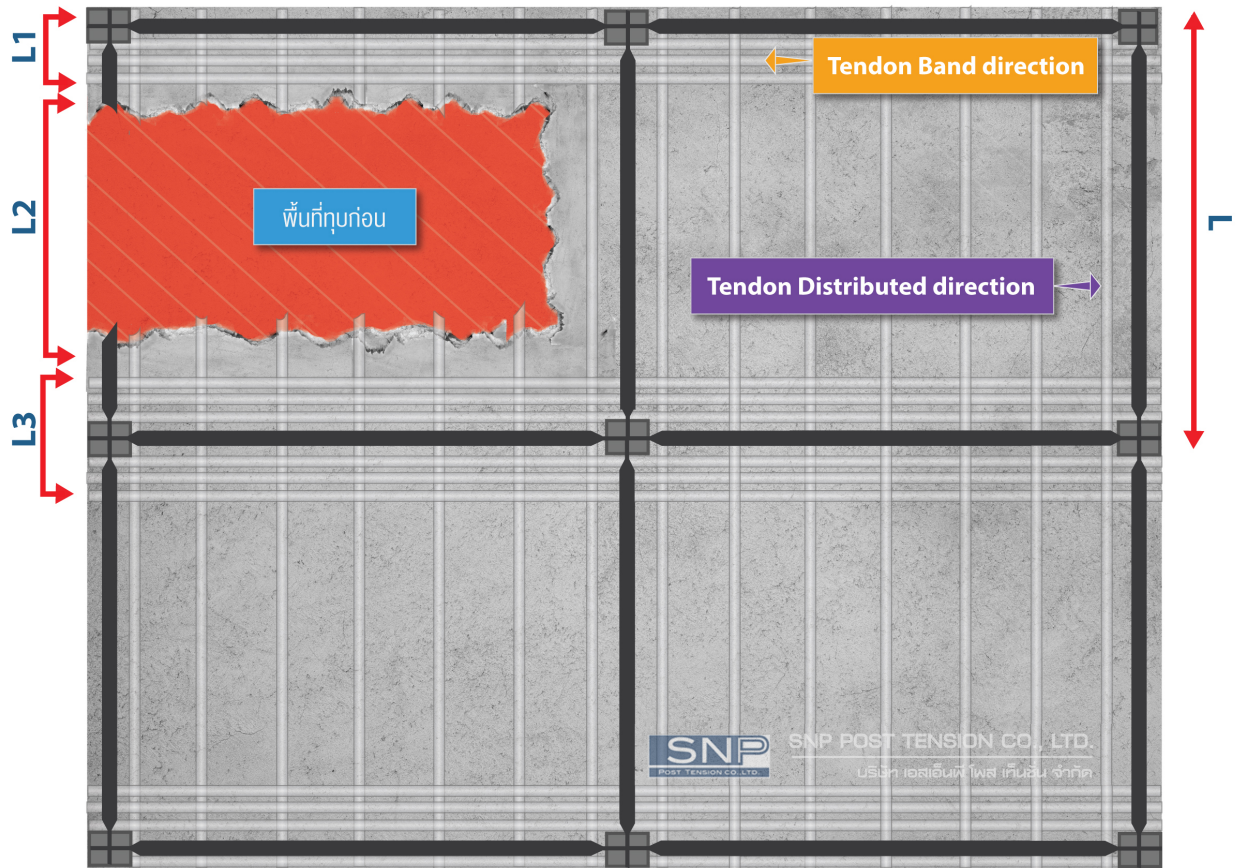 L1
Tendon Band direction
L2
พื้นที่ทุบก่อน
L
Tendon Distributed direction
L3
SNP
POST TENSION CO.,LTD.
SNP POST TENSION CO., LTD.
บริษัท เอสเอ็นพี โพส เท็นชั่น จำกัด